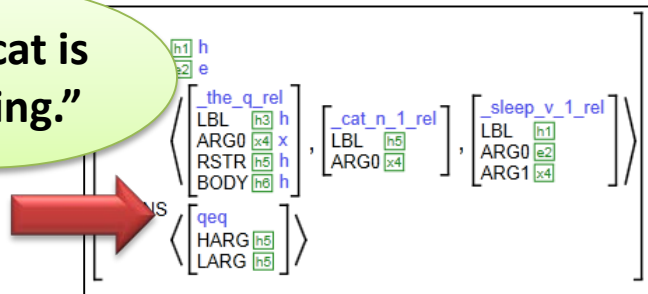 cat is
ing.”
h1 h
e2 e
_the_q_rel
LBL h3 h
ARG0 x4 x
RSTR h5 h
BODY h6 h
,
_cat_n_1_rel
LBL h5
ARG0 x4
,
_sleep_v_1_rel
LBL h1
ARG0 e2
ARG1 x4
NS
qeq
HARG h5
LARG h5